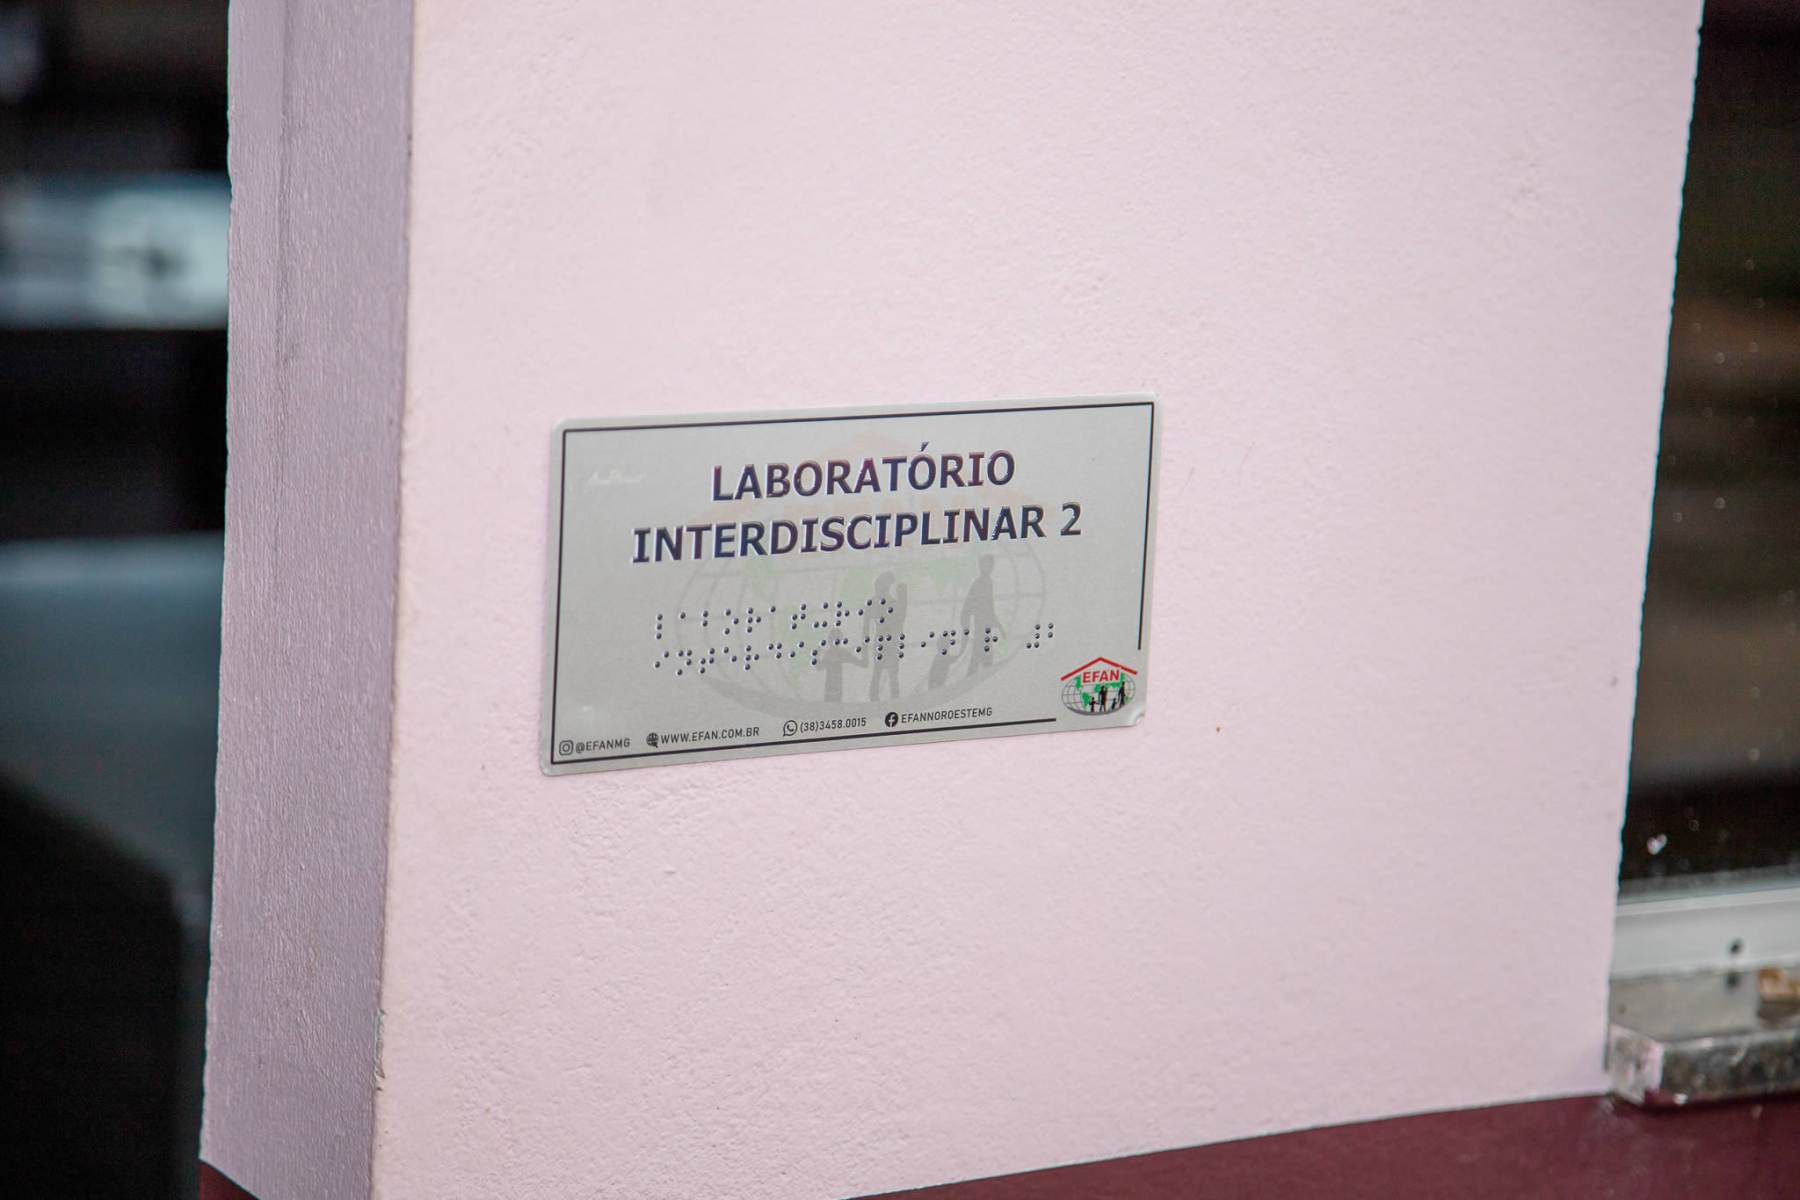 LABORATÓRIO
INTERDISCIPLINAR 2
EFAN
@EFANMG WWW.EFAN.COM.BR (38)3458.0015 EFANNOROESTEMG